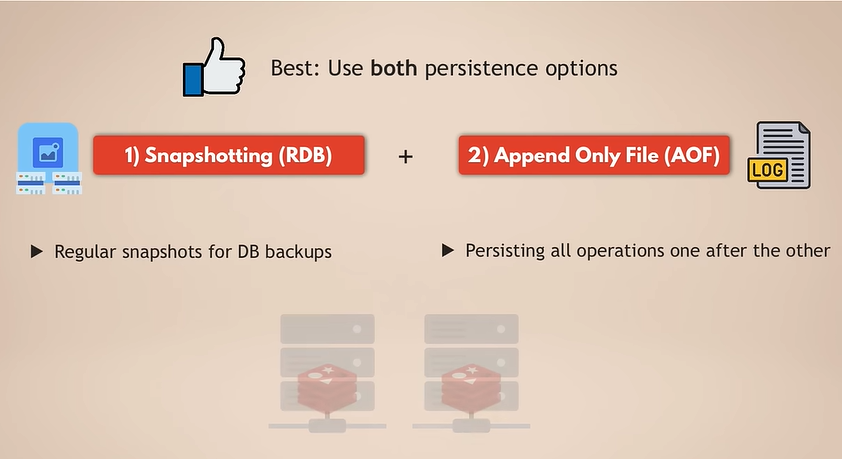 Best: Use both persistence options
1) Snapshotting (RDB)
+
2) Append Only File (AOF)
LOG
▶ Regular snapshots for DB backups
▶ Persisting all operations one after the other